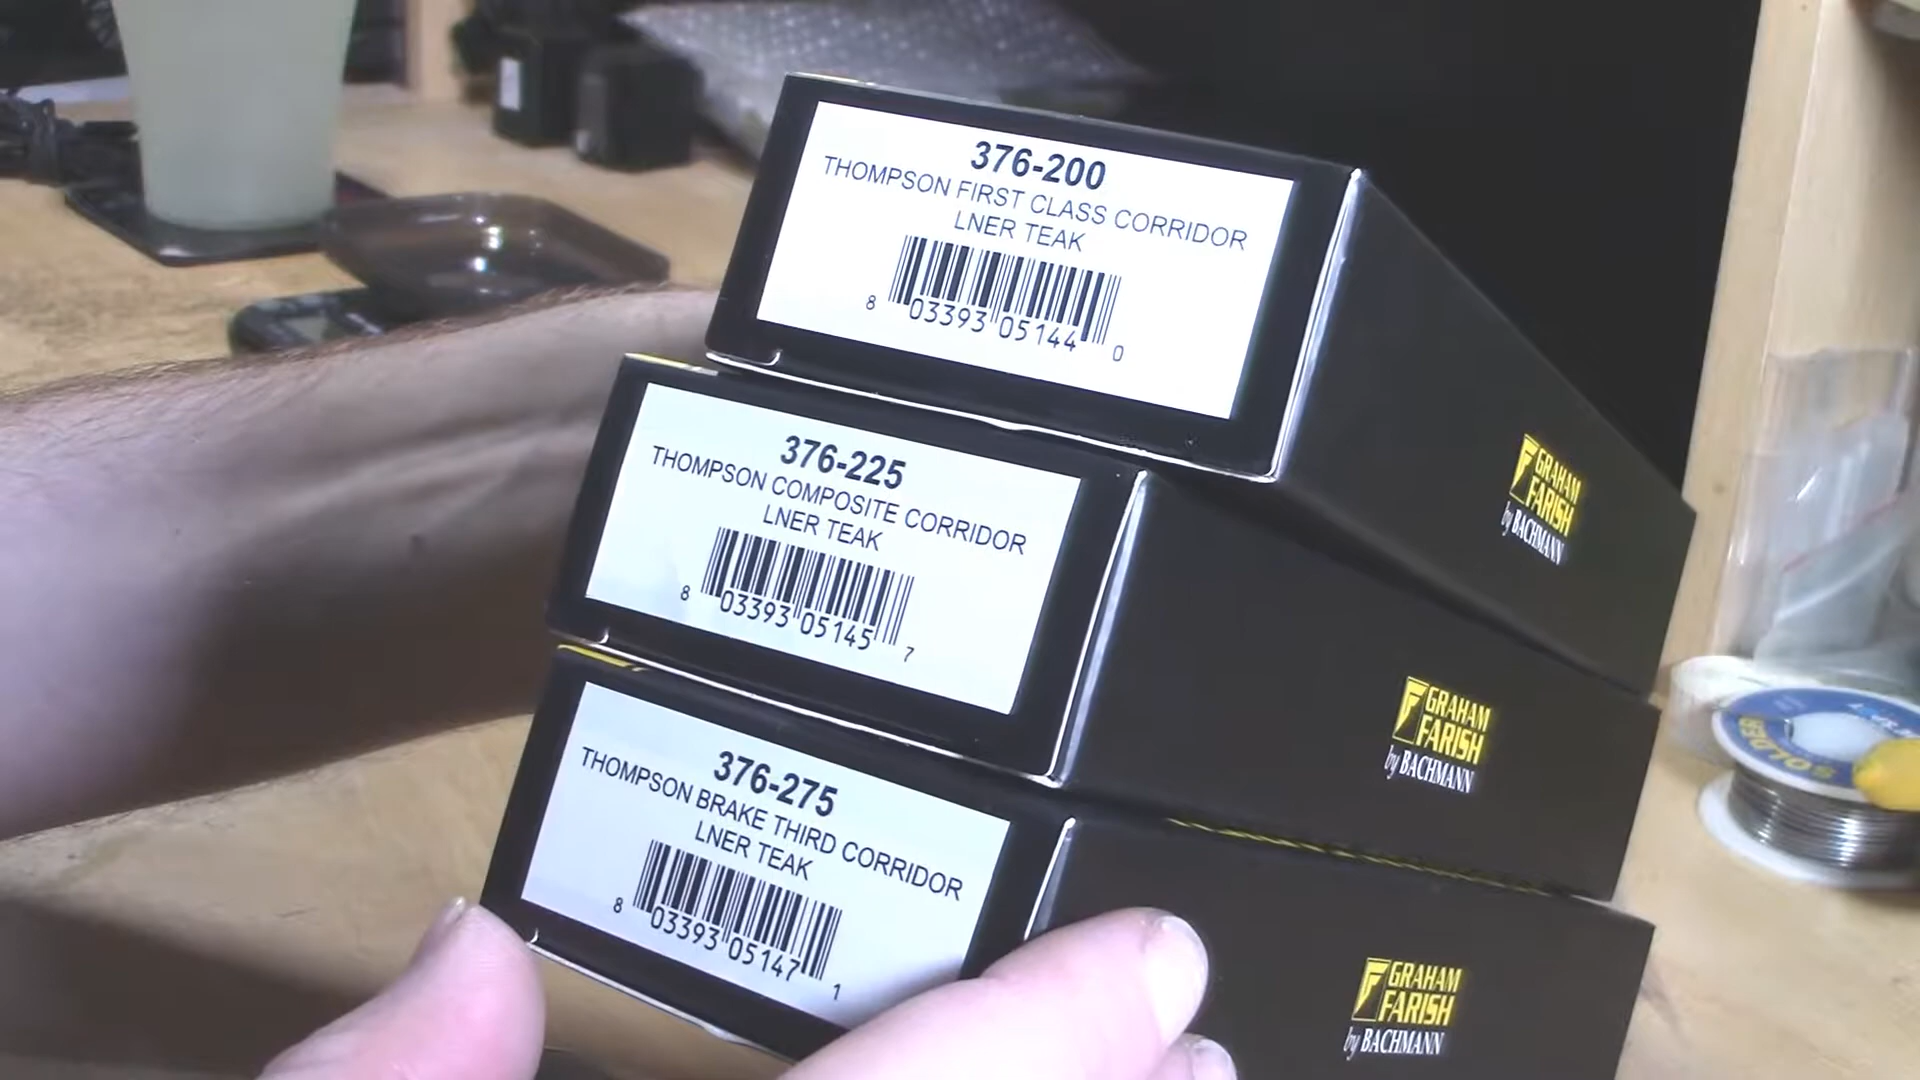 376-200
THOMPSON FIRST CLASS CORRIDOR
LNER TEAK
8 03393 05144 0
GRAHAM
FARISH
by BACHMANN
376-225
THOMPSON COMPOSITE CORRIDOR
LNER TEAK
8 03393 05145 7
GRAHAM
FARISH
by BACHMANN
376-275
THOMPSON BRAKE THIRD CORRIDOR
LNER TEAK
8 03393 05147 1
GRAHAM
FARISH
by BACHMANN
SOLDER